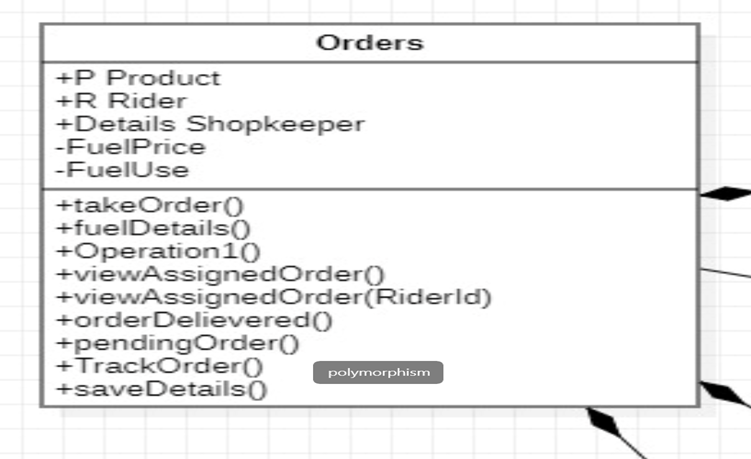 Orders
+P Product
+R Rider
+Details Shopkeeper
-FuelPrice
-FuelUse
+takeOrder()
+fuelDetails()
+Operation1()
+viewAssignedOrder()
+viewAssignedOrder(RiderId)
+orderDelievered()
+pendingOrder()
+TrackOrder()
polymorphism
+saveDetails()